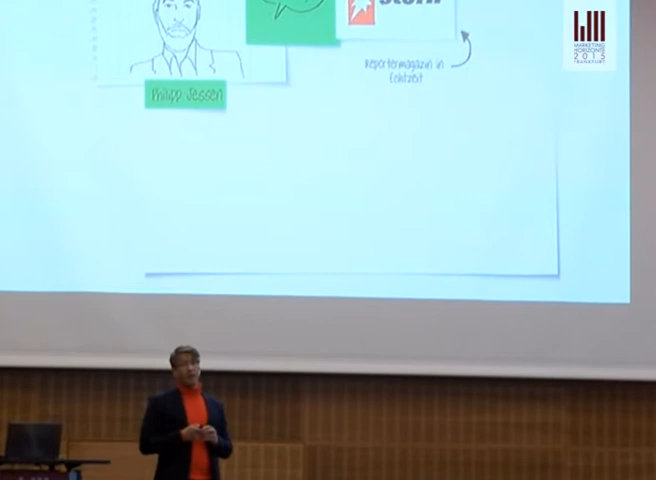 stern
MARKETING
HORIZONTE
2015
FRANKFURT
Reportermagazin in
Echtzeit
Philipp Jessen